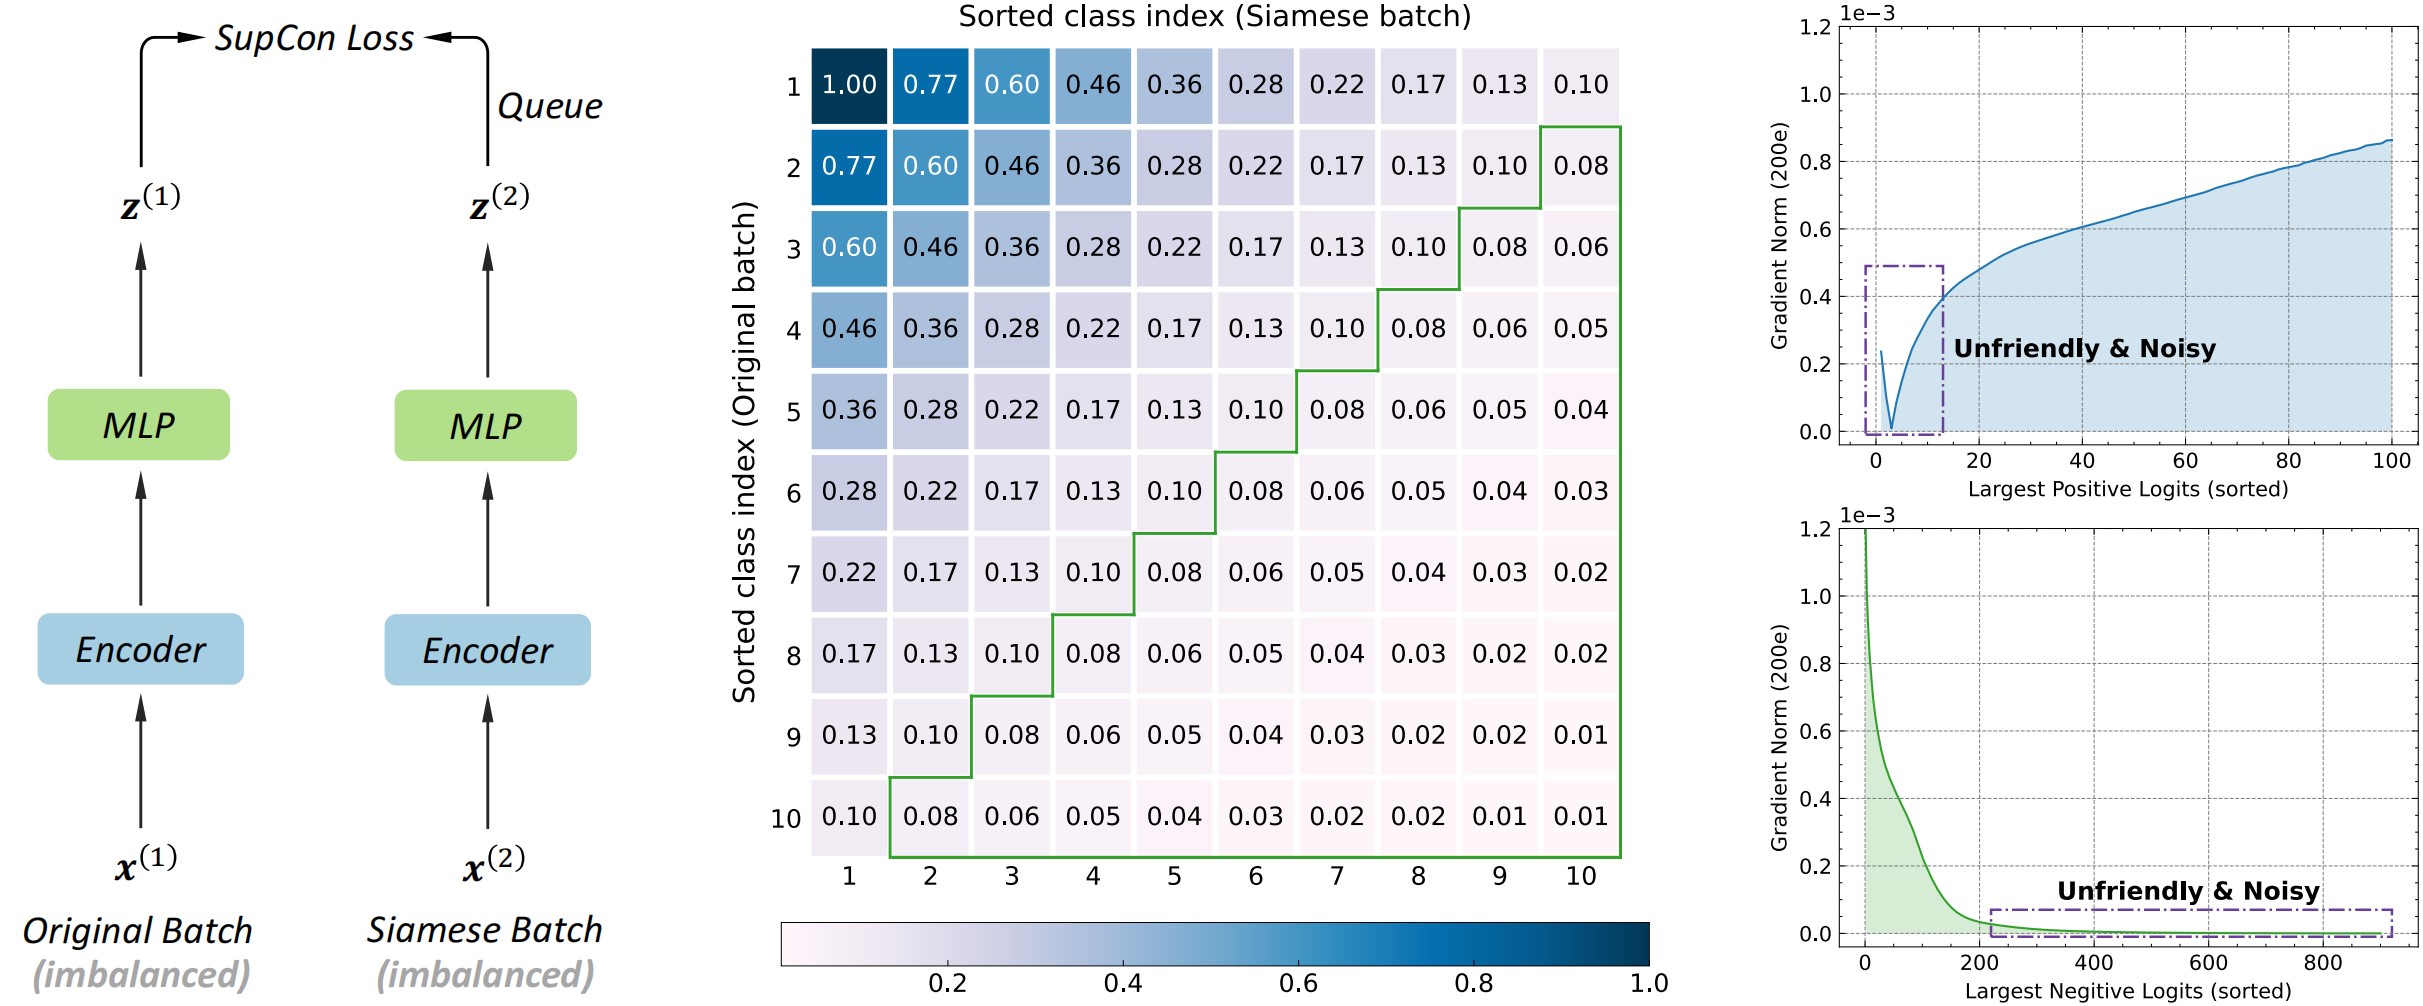 SupCon Loss
Queue
z(1)
z(2)
MLP
MLP
Encoder
Encoder
x(1)
x(2)
Original Batch
(imbalanced)
Siamese Batch
(imbalanced)
Sorted class index (Siamese batch)
Sorted class index (Original batch)
1 1.00 0.77 0.60 0.46 0.36 0.28 0.22 0.17 0.13 0.10
2 0.77 0.60 0.46 0.36 0.28 0.22 0.17 0.13 0.10 0.08
3 0.60 0.46 0.36 0.28 0.22 0.17 0.13 0.10 0.08 0.06
4 0.46 0.36 0.28 0.22 0.17 0.13 0.10 0.08 0.06 0.05
5 0.36 0.28 0.22 0.17 0.13 0.10 0.08 0.06 0.05 0.04
6 0.28 0.22 0.17 0.13 0.10 0.08 0.06 0.05 0.04 0.03
7 0.22 0.17 0.13 0.10 0.08 0.06 0.05 0.04 0.03 0.02
8 0.17 0.13 0.10 0.08 0.06 0.05 0.04 0.03 0.02 0.02
9 0.13 0.10 0.08 0.06 0.05 0.04 0.03 0.02 0.02 0.01
10 0.10 0.08 0.06 0.05 0.04 0.03 0.02 0.02 0.01 0.01
1 2 3 4 5 6 7 8 9 10
0.2 0.4 0.6 0.8 1.0
1e−3
Gradient Norm (200e)
1.2
1.0
0.8
0.6
0.4
0.2
0.0
Unfriendly & Noisy
0 20 40 60 80 100
Largest Positive Logits (sorted)
1e−3
Gradient Norm (200e)
1.2
1.0
0.8
0.6
0.4
0.2
0.0
Unfriendly & Noisy
0 200 400 600 800
Largest Negitive Logits (sorted)